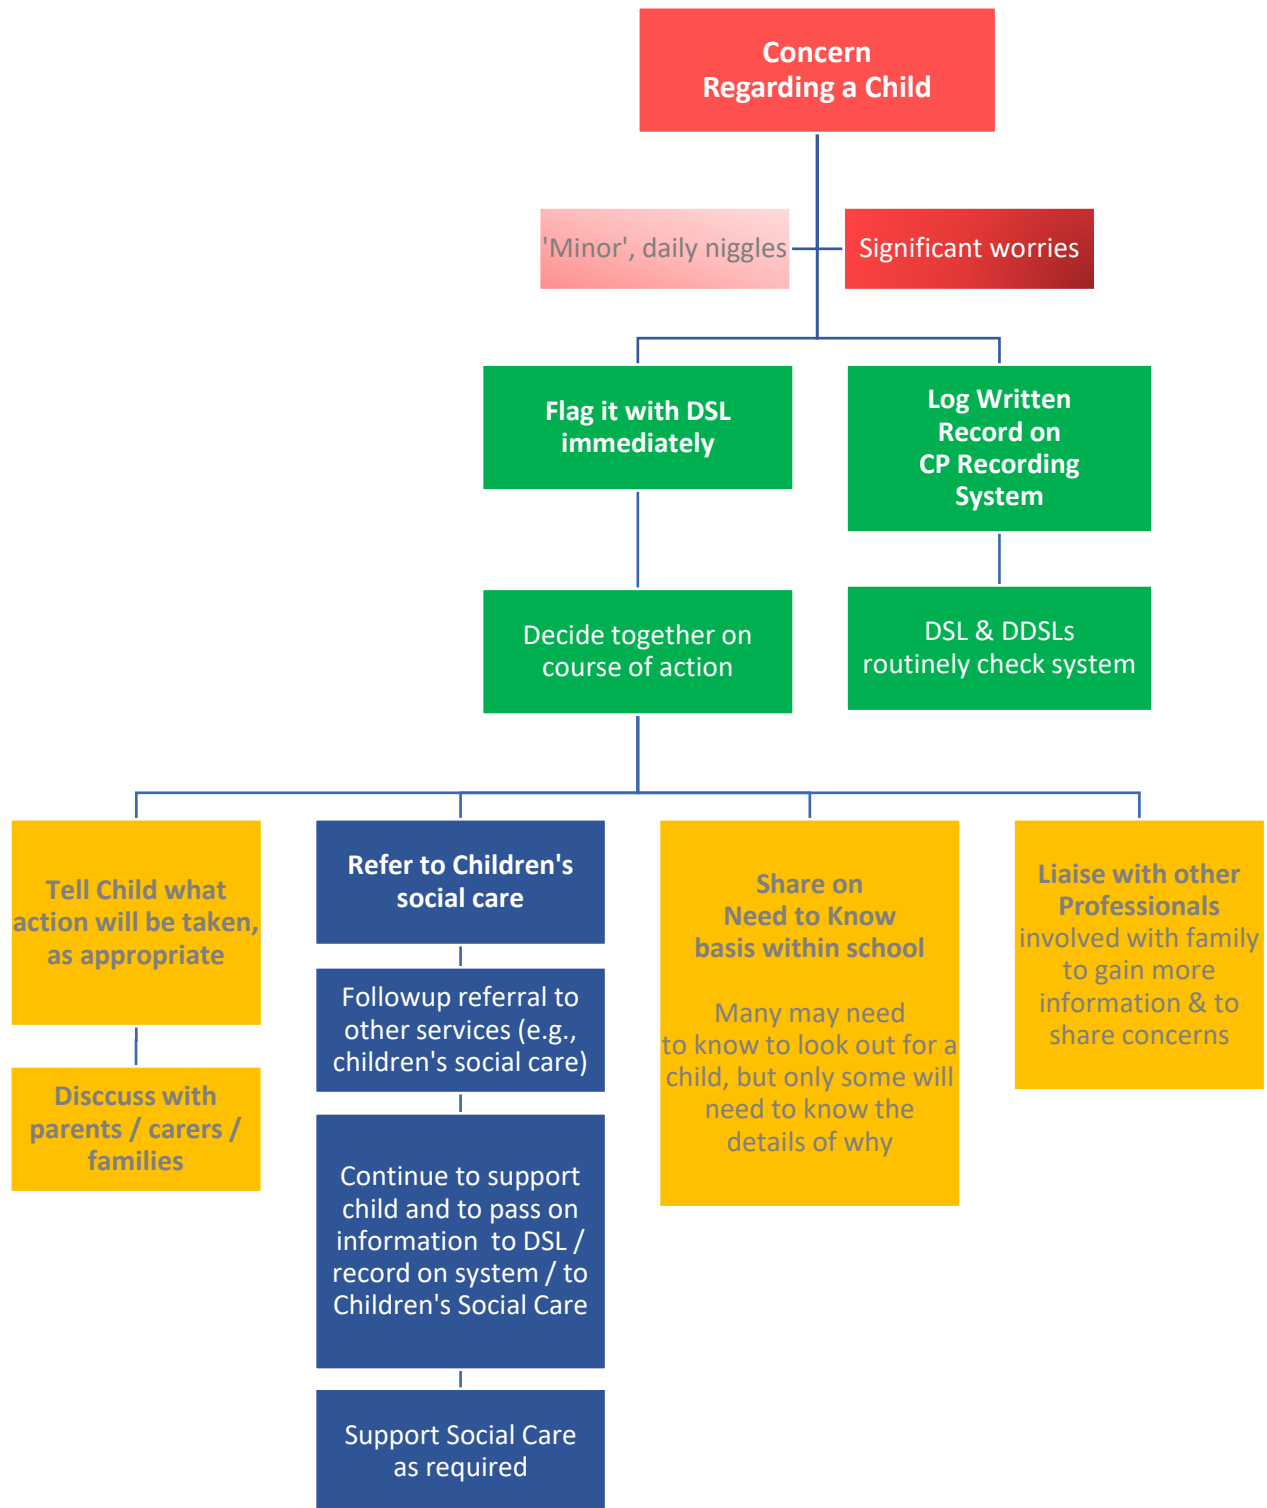 Concern
Regarding a Child
'Minor', daily niggles
Significant worries
Flag it with DSL
immediately
Log Written
Record on
CP Recording
System
Decide together on
course of action
DSL & DDSLs
routinely check system
Tell Child what
action will be taken,
as appropriate
Disccuss with
parents / carers /
families
Refer to Children's
social care
Followup referral to
other services (e.g.,
children's social care)
Continue to support
child and to pass on
information to DSL /
record on system / to
Children's Social Care
Support Social Care
as required
Share on
Need to Know
basis within school
Many may need
to know to look out for a
child, but only some will
need to know the
details of why
Liaise with other
Professionals
involved with family
to gain more
information & to
share concerns